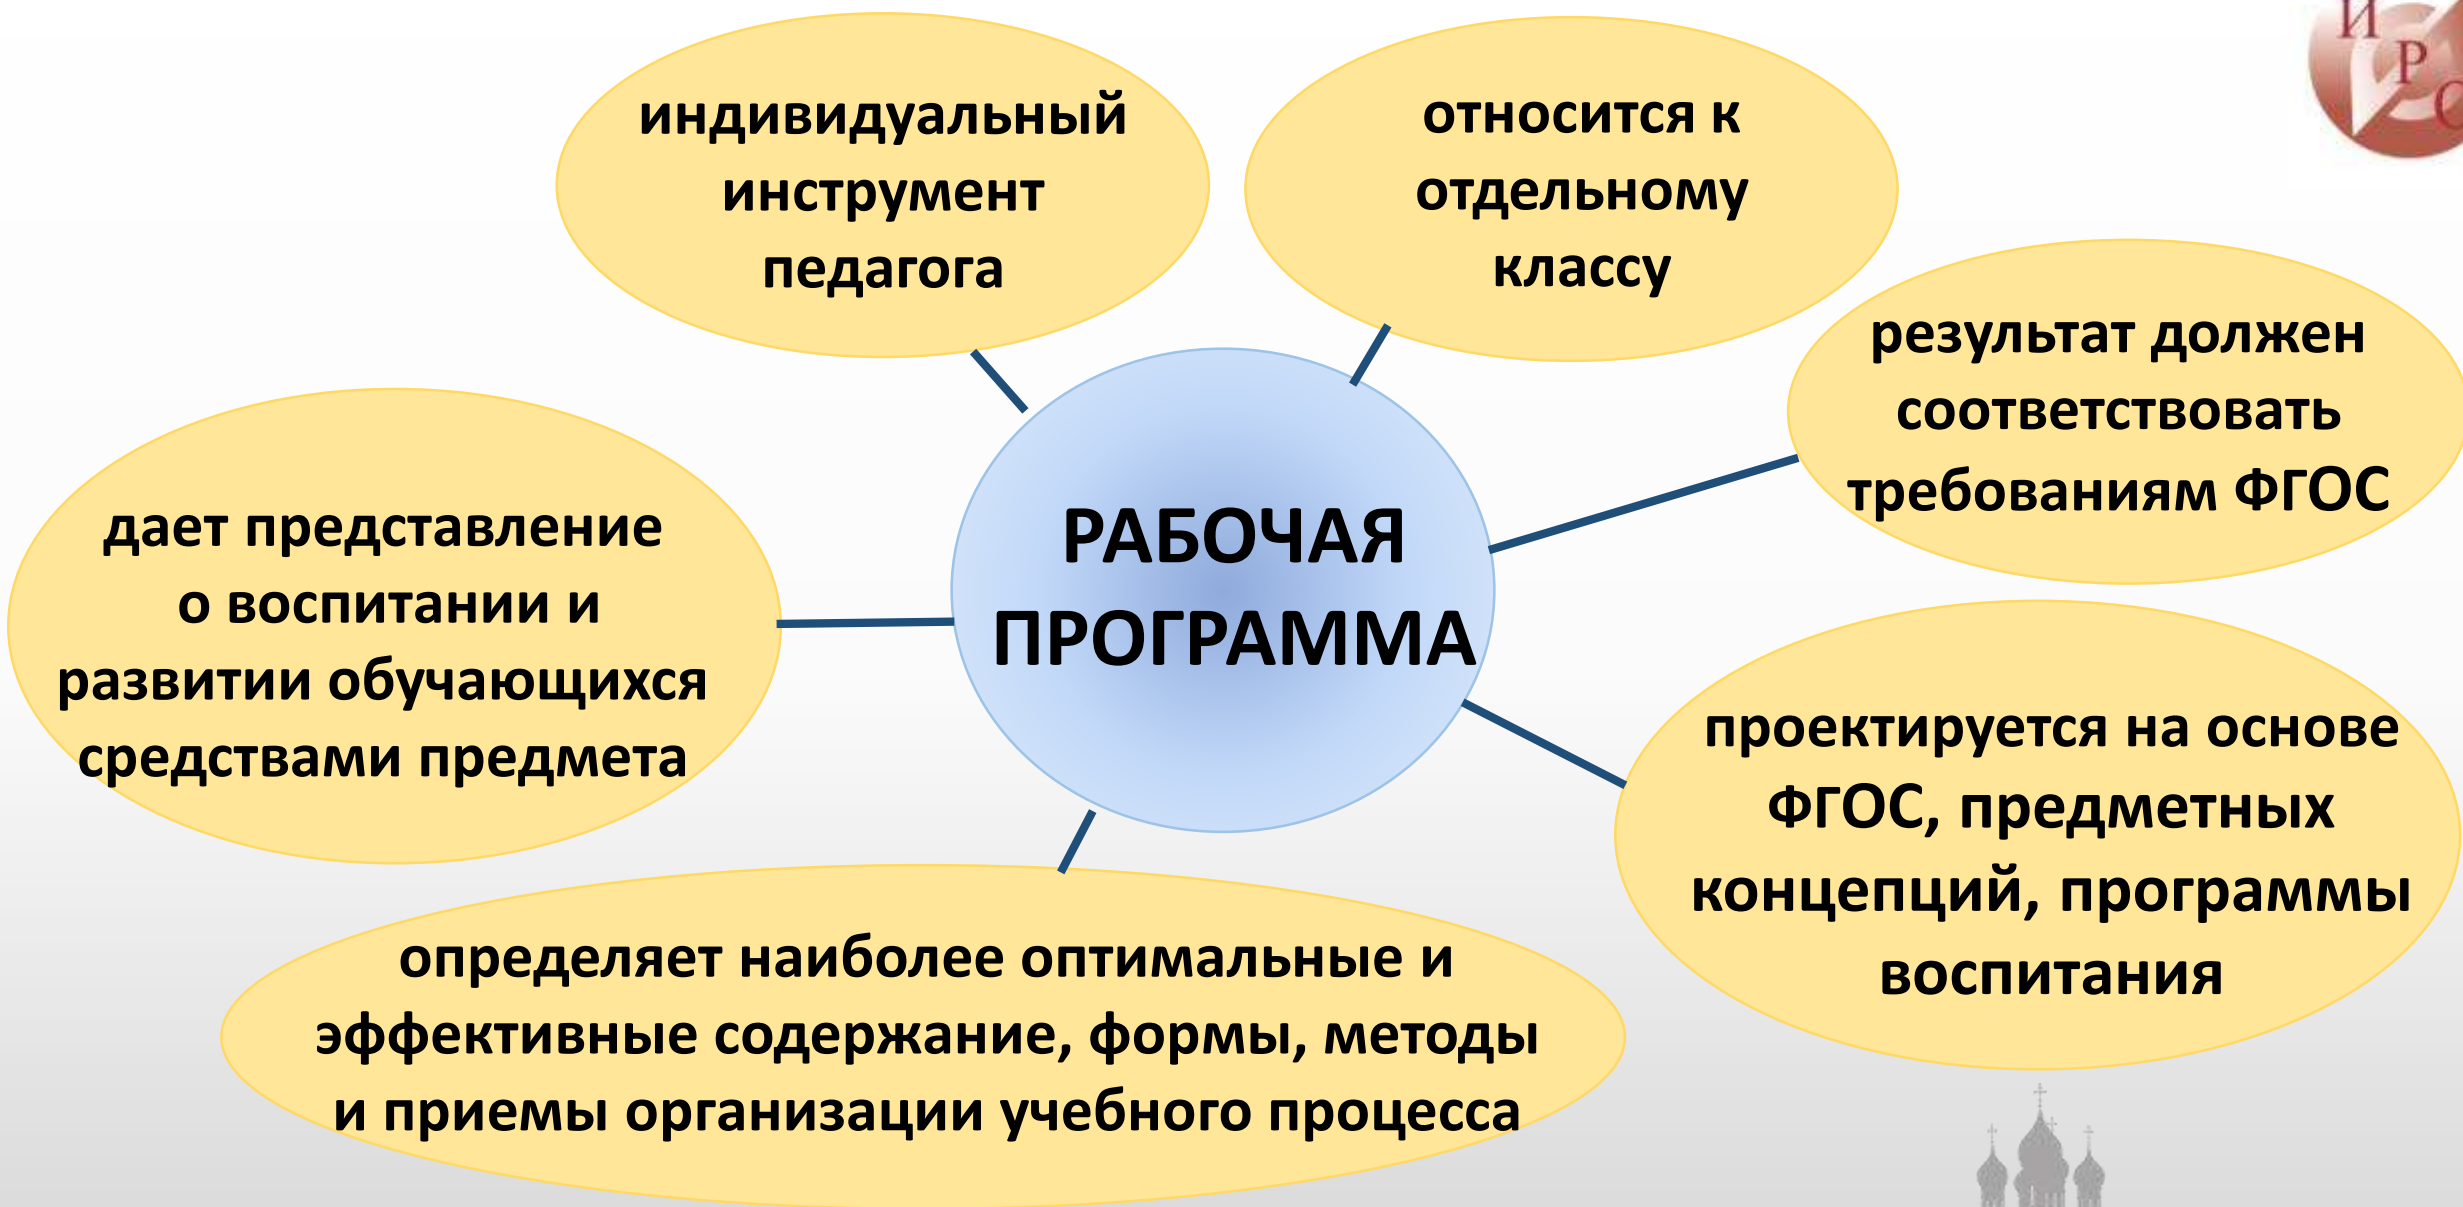 И
Р
О
индивидуальный
инструмент
педагога
относится к
отдельному
классу
результат должен
соответствовать
требованиям ФГОС
дает представление
о воспитании и
развитии обучающихся
средствами предмета
РАБОЧАЯ
ПРОГРАММА
проектируется на основе
ФГОС, предметных
концепций, программы
воспитания
определяет наиболее оптимальные и
эффективные содержание, формы, методы
и приемы организации учебного процесса